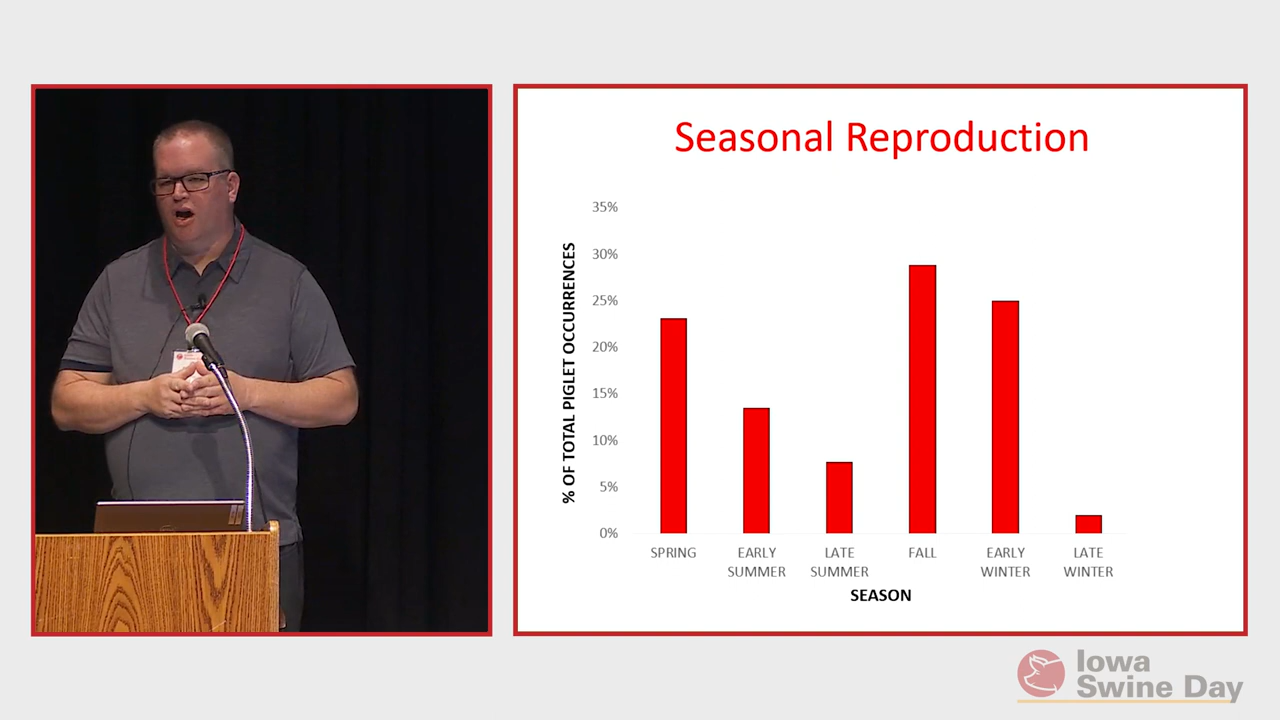 Seasonal Reproduction
35%
30%
25%
20%
15%
10%
5%
0%
% OF TOTAL PIGLET OCCURRENCES
SPRING
EARLY
SUMMER
LATE
SUMMER
FALL
EARLY
WINTER
LATE
WINTER
SEASON
Iowa
Swine Day